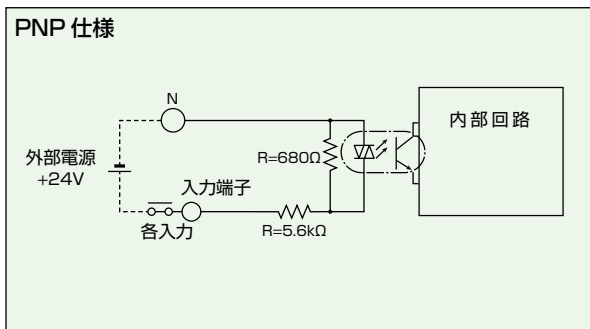 PNP 仕様
N
内部回路
外部電源
+24V
R=680Ω
入力端子
各入力
R=5.6kΩ